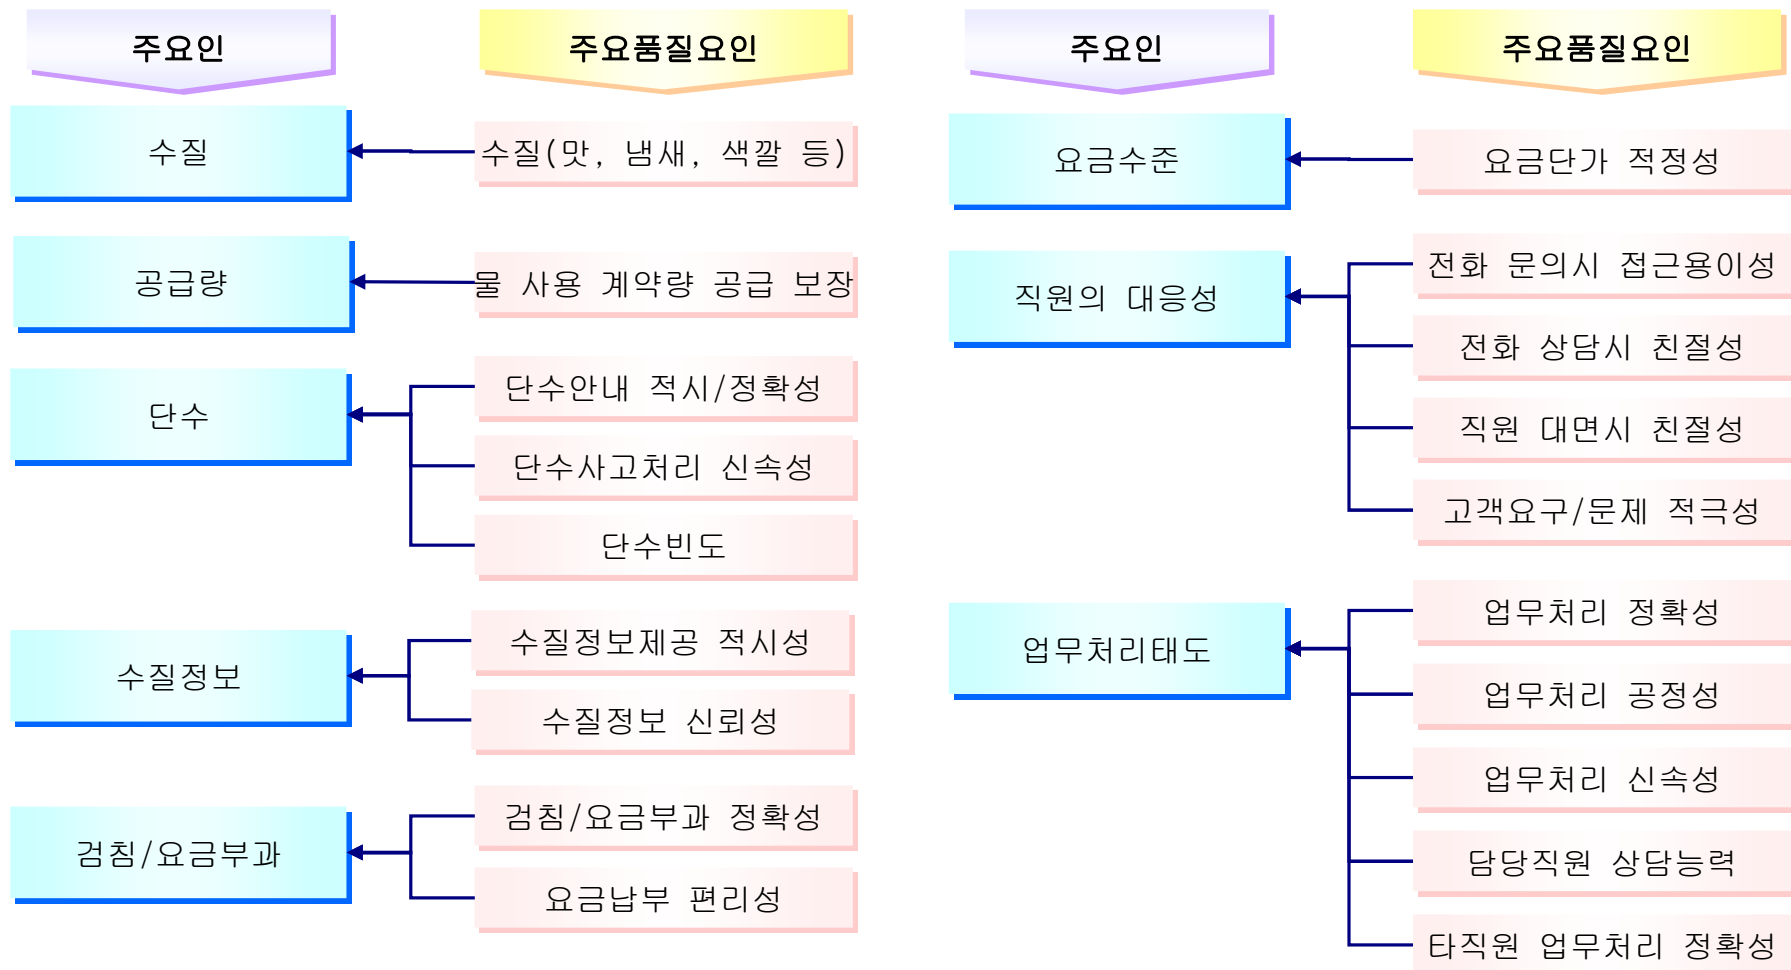 주요인
주요품질요인
수질
수질(맛, 냄새, 색깔 등)
공급량
물 사용 계약량 공급 보장
단수
단수안내 적시/정확성
단수사고처리 신속성
단수빈도
수질정보
수질정보제공 적시성
수질정보 신뢰성
검침/요금부과
검침/요금부과 정확성
요금납부 편리성
주요인
주요품질요인
요금수준
요금단가 적정성
직원의 대응성
전화 문의시 접근용이성
전화 상담시 친절성
직원 대면시 친절성
고객요구/문제 적극성
업무처리태도
업무처리 정확성
업무처리 공정성
업무처리 신속성
담당직원 상담능력
타직원 업무처리 정확성